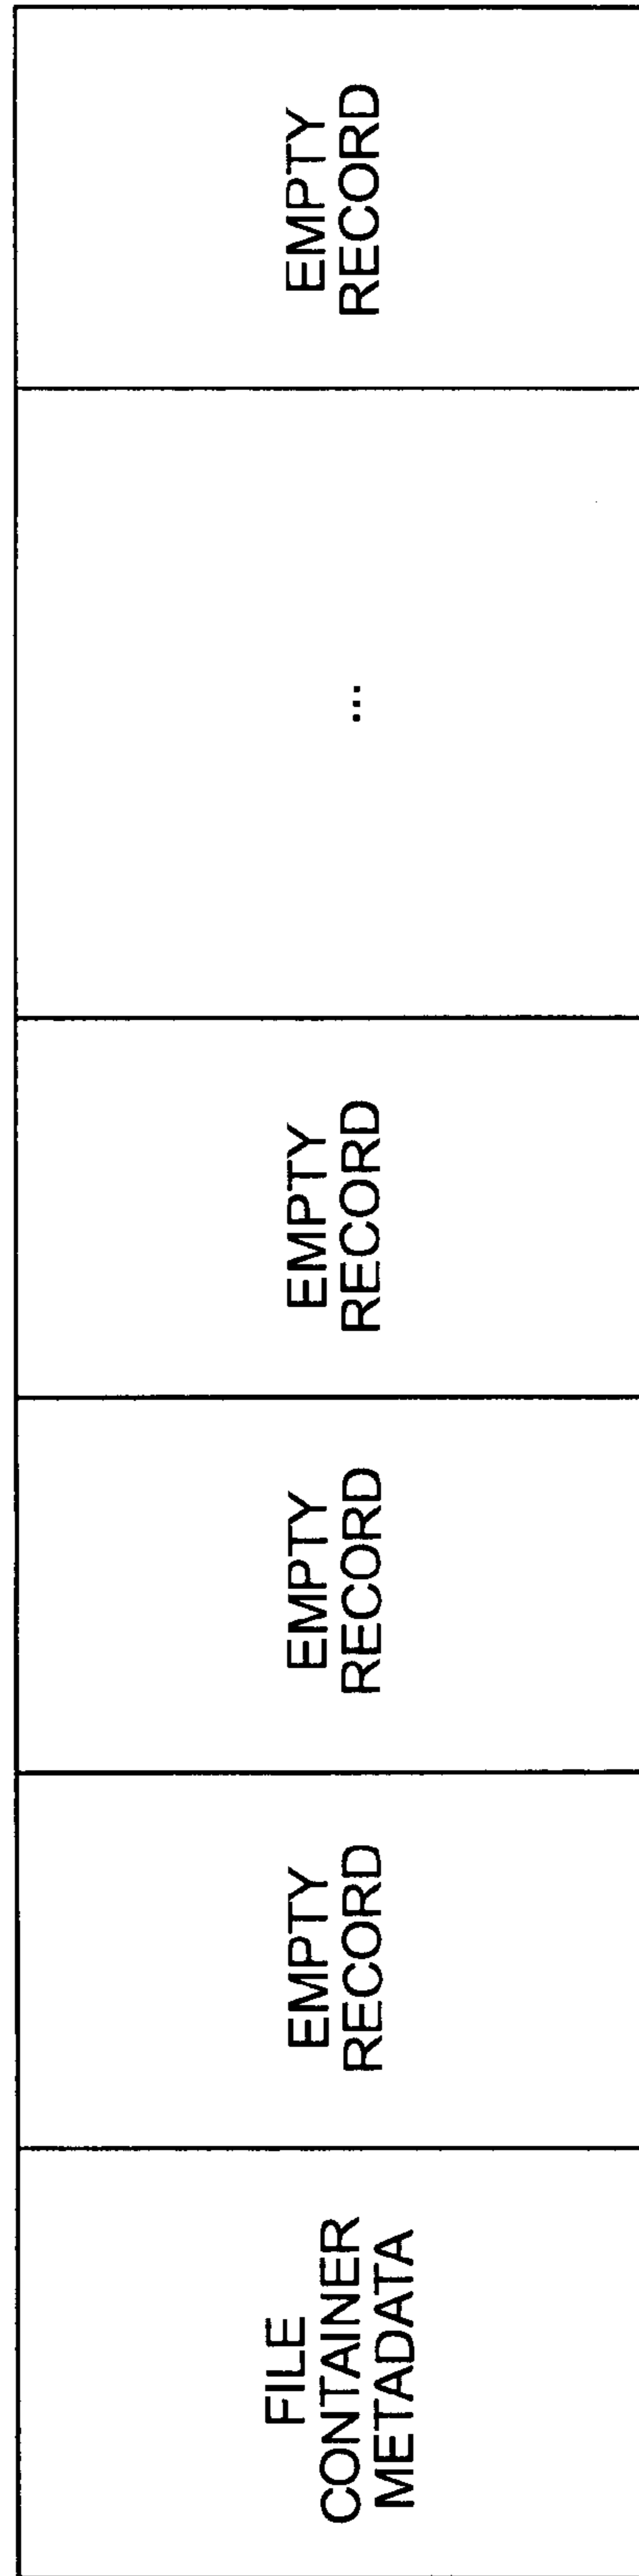 FILE
CONTAINER
METADATA
EMPTY
RECORD
EMPTY
RECORD
EMPTY
RECORD
...
EMPTY
RECORD